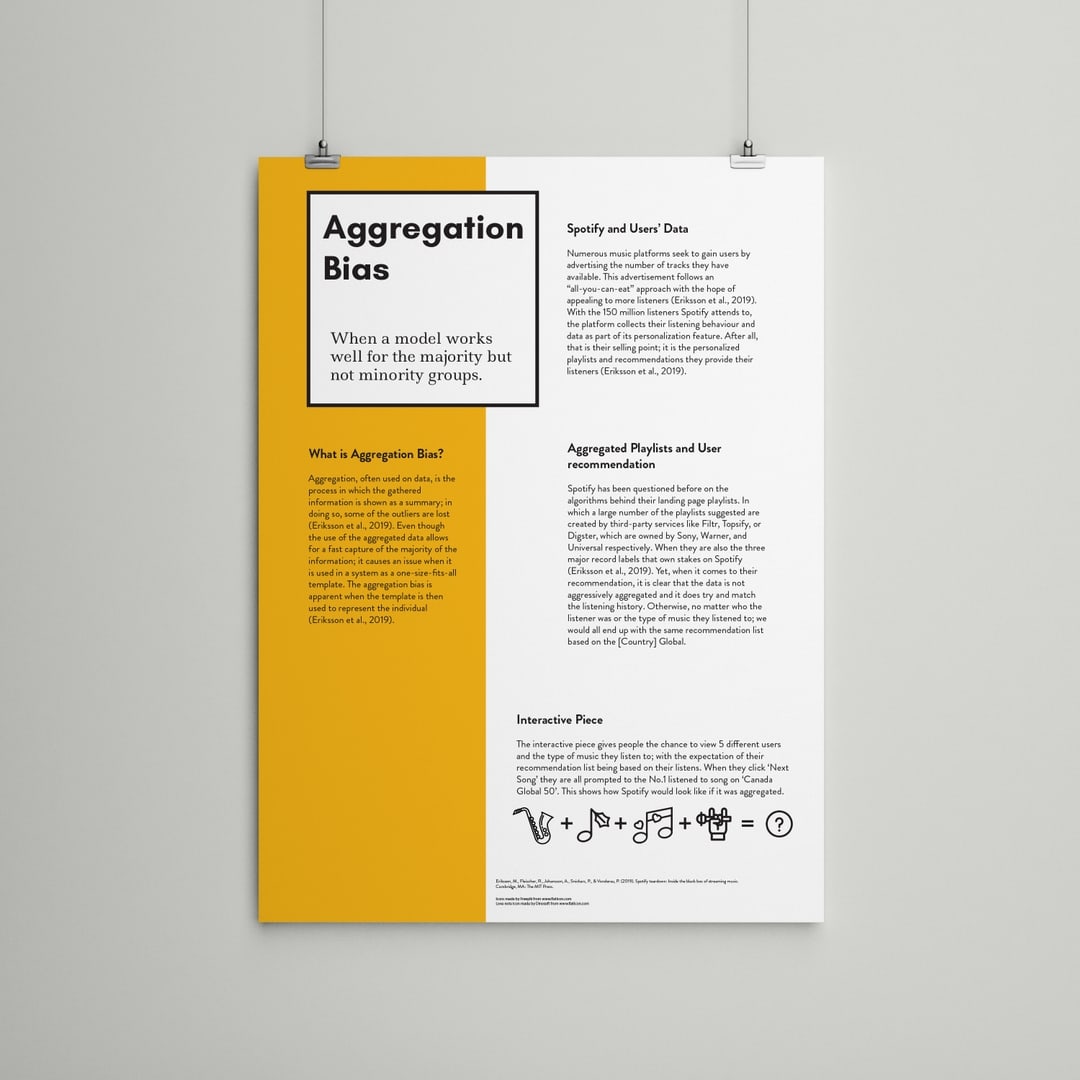 Aggregation
Bias
When a model works
well for the majority but
not minority groups.
What is Aggregation Bias?
Aggregation, often used on data, is the
process in which the gathered
information is shown as a summary; in
doing so, some of the outliers are lost
(Eriksson et al., 2019). Even though
the use of the aggregated data allows
for a fast capture of the majority of the
information; it causes an issue when it
is used in a system as a one-size-fits-all
template. The aggregation bias is
apparent when the template is then
used to represent the individual
(Eriksson et al., 2019).
Spotify and Users’ Data
Numerous music platforms seek to gain users by
advertising the number of tracks they have
available. This advertisement follows an
“all-you-can-eat” approach with the hope of
appealing to more listeners (Eriksson et al., 2019).
With the 150 million listeners Spotify attends to,
the platform collects their listening behaviour and
data as part of its personalization feature. After all,
that is their selling point; it is the personalized
playlists and recommendations they provide their
listeners (Eriksson et al., 2019).
Aggregated Playlists and User
recommendation
Spotify has been questioned before on the
algorithms behind their landing page playlists. In
which a large number of the playlists suggested are
created by third-party services like Filtr, Topsify, or
Digster, which are owned by Sony, Warner, and
Universal respectively. When they are also the three
major record labels that own stakes on Spotify
(Eriksson et al., 2019). Yet, when it comes to their
recommendation, it is clear that the data is not
aggressively aggregated and it does try and match
the listening history. Otherwise, no matter who the
listener was or the type of music they listened to; we
would all end up with the same recommendation list
based on the [Country] Global.
Interactive Piece
The interactive piece gives people the chance to view 5 different users
and the type of music they listen to; with the expectation of their
recommendation list being based on their listens. When they click ‘Next
Song’ they are all prompted to the No.1 listened to song on ‘Canada
Global 50’. This shows how Spotify would look like if it was aggregated.
+ + + = ?
Eriksson, M., Fleischer, R., Johansson, A., Snickars, P., & Vonderau, P. (2019). Spotify teardown: Inside the black box of streaming music.
Cambridge, MA: The MIT Press.
Icons made by Freepik from www.flaticon.com
Love note icon made by from www.flaticon.com